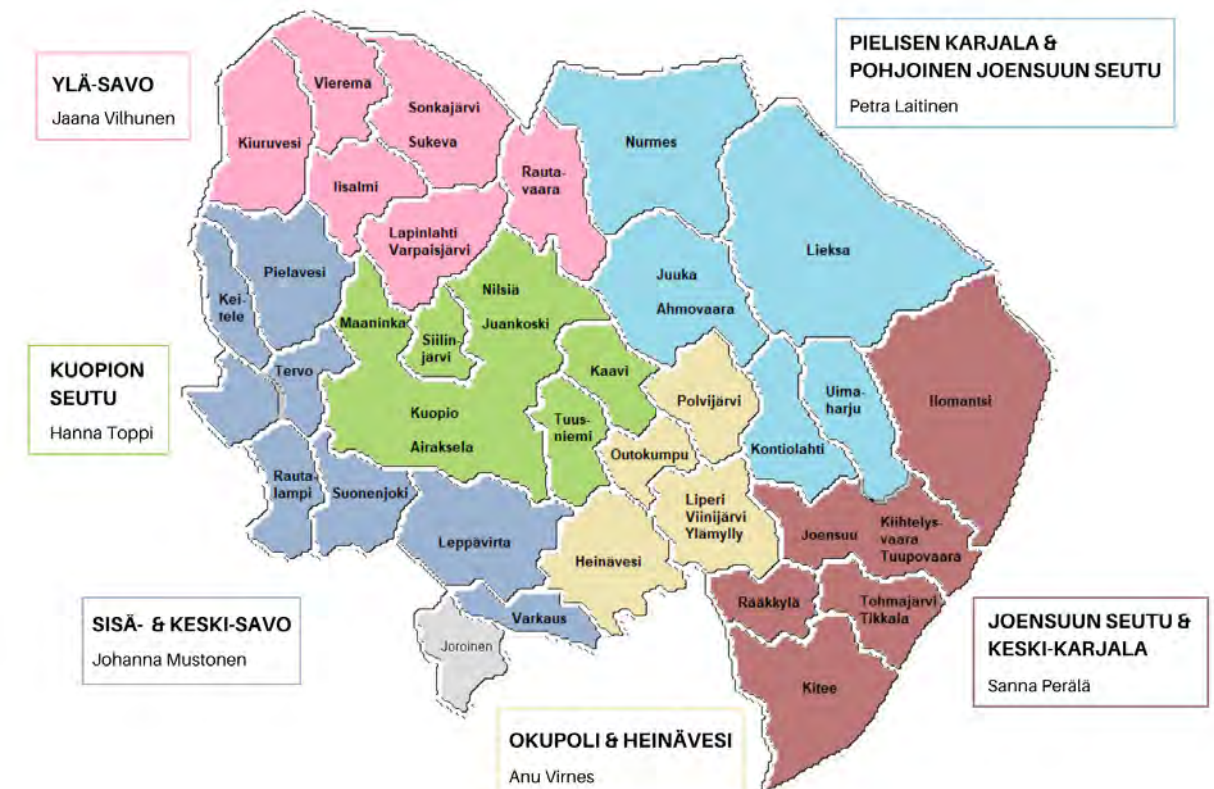 YLÄ-SAVO
Jaana Vilhunen
PIELISEN KARJALA &
POHJOINEN JOENSUUN SEUTU
Petra Laitinen
Vieremä
Sonkajärvi
Sukeva
Kiuruvesi
Iisalmi
Rauta-
vaara
Nurmes
Lapinlahti
Varpaisjärvi
Lieksa
Pielavesi
Kei-
tele
Juuka
Ahmovaara
Nilsiä
Juankoski
Maaninka
Siilin-
järvi
KUOPION
SEUTU
Hanna Toppi
Tervo
Kaavi
Polvijärvi
Uima-
harju
Ilomantsi
Kuopio
Airaksela
Tuus-
niemi
Outokumpu
Kontiolahti
Rauta-
lampi
Suonenjoki
Liperi
Viinijärvi
Ylämylly
Joensuu
Kiihtelys-
vaara
Tuupovaara
Leppävirta
Heinävesi
Rääkkylä
Tohmajärvi
Tikkala
SISÄ- & KESKI-SAVO
Johanna Mustonen
Varkaus
Joroinen
Kitee
JOENSUUN SEUTU &
KESKI-KARJALA
Sanna Perälä
OKUPOLI & HEINÄVESI
Anu Virnes